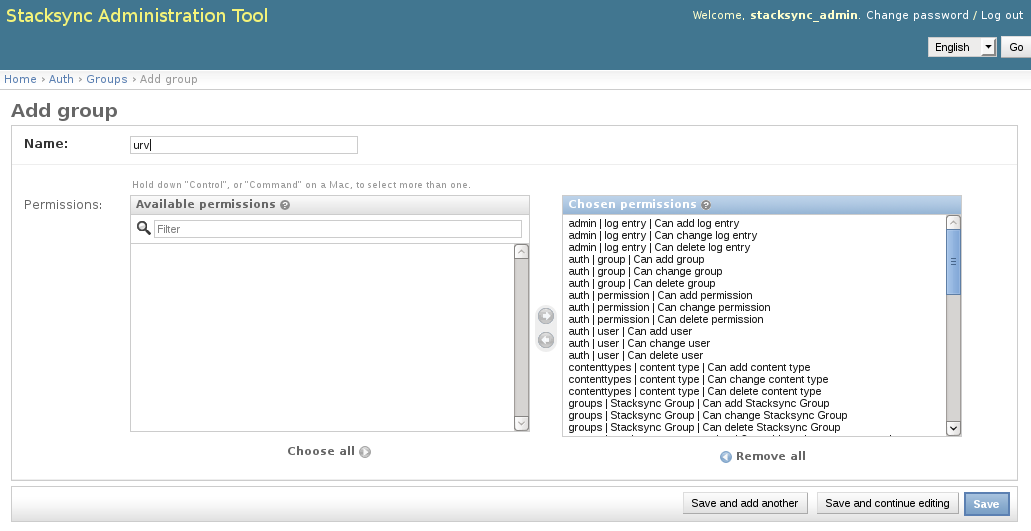 Stacksync Administration Tool
Welcome, stacksync_admin. Change password / Log out
English
Go
Home › Auth › Groups › Add group
Add group
Name:
urv
Hold down "Control", or "Command" on a Mac, to select more than one.
Permissions:
Available permissions ?
Filter
Choose all
Chosen permissions ?
admin | log entry | Can add log entry
admin | log entry | Can change log entry
admin | log entry | Can delete log entry
auth | group | Can add group
auth | group | Can change group
auth | group | Can delete group
auth | permission | Can add permission
auth | permission | Can change permission
auth | permission | Can delete permission
auth | user | Can add user
auth | user | Can change user
auth | user | Can delete user
contenttypes | content type | Can add content type
contenttypes | content type | Can change content type
contenttypes | content type | Can delete content type
groups | Stacksync Group | Can add Stacksync Group
groups | Stacksync Group | Can change Stacksync Group
groups | Stacksync Group | Can delete Stacksync Group
Remove all
Save and add another
Save and continue editing
Save